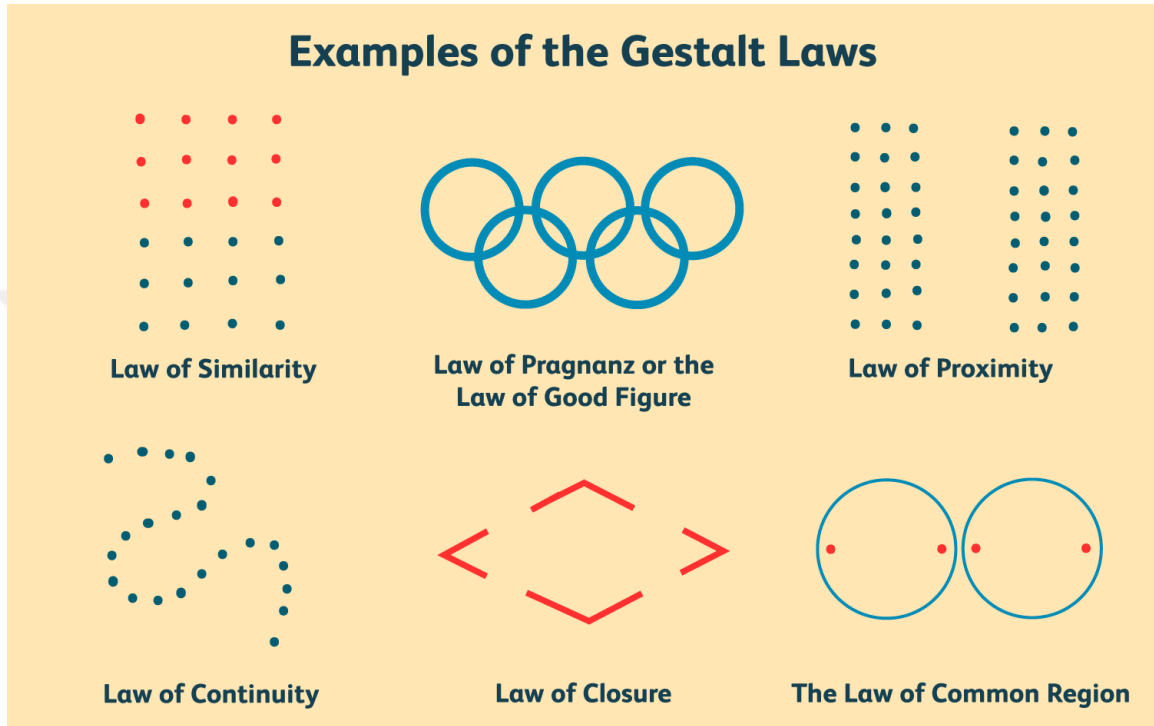 Examples of the Gestalt Laws
Law of Similarity
Law of Pragnanz or the
Law of Good Figure
Law of Proximity
Law of Continuity
Law of Closure
The Law of Common Region